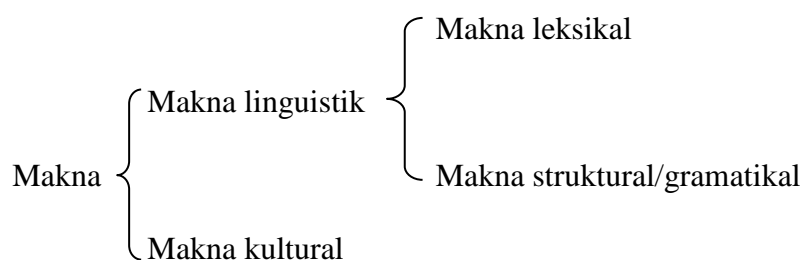 Makna leksikal
Makna linguistik
Makna
Makna struktural/gramatikal
Makna kultural